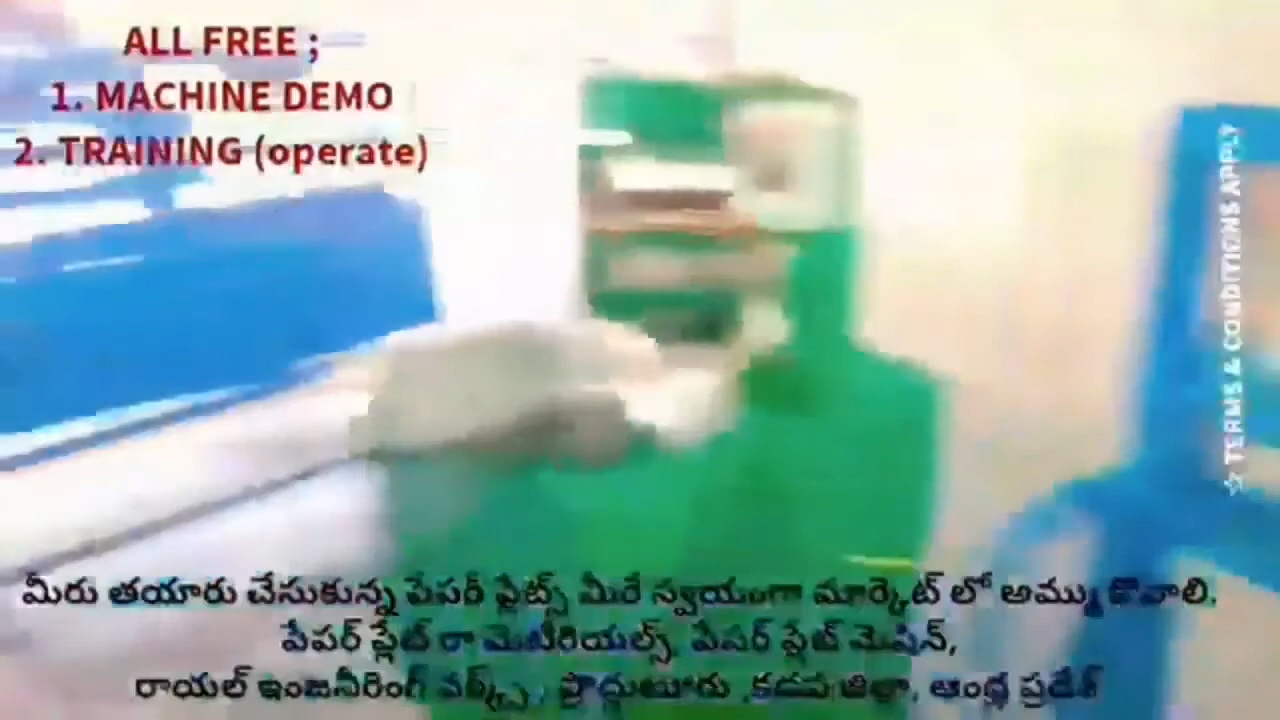 ALL FREE ;
1. MACHINE DEMO
2. TRAINING (operate)
☆ TERMS & CONDITIONS APPLY
మీరు తయారు చేసుకున్న పేపర్ ప్లేట్స్ మీరే స్వయంగా మార్కెట్ లో అమ్ముకొవాలి.
పేపర్ ప్లేట్ రా మెటీరియల్స్, పేపర్ ప్లేట్ మెషిన్,
రాయల్ ఇంజనీరింగ్ వర్క్స్, ప్రొద్దుటూరు ,కడప జిల్లా, ఆంధ్ర ప్రదేశ్